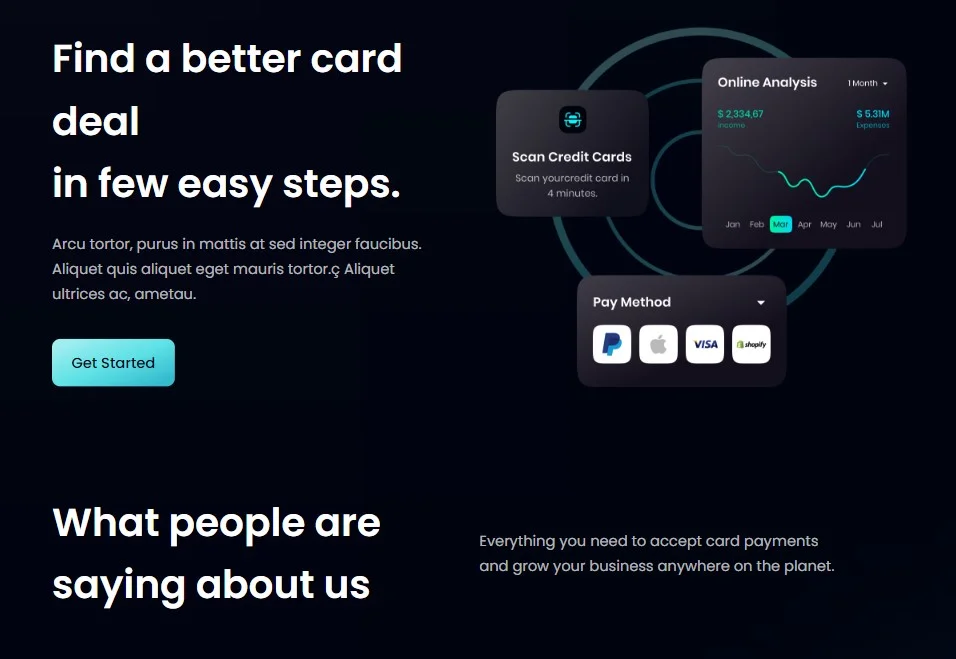 Find a better card
deal
in few easy steps.
Arcu tortor, purus in mattis at sed integer faucibus.
Aliquet quis aliquet eget mauris tortor.ç Aliquet
ultrices ac, ametau.
Get Started
Scan Credit Cards
Scan yourcredit card in
4 minutes.
Online Analysis
1 Month
$ 2,334,67
$ 5.31M
Income
Expenses
Jan Feb Mar Apr May Jun Jul
Pay Method
VISA
shopify
What people are
saying about us
Everything you need to accept card payments
and grow your business anywhere on the planet.